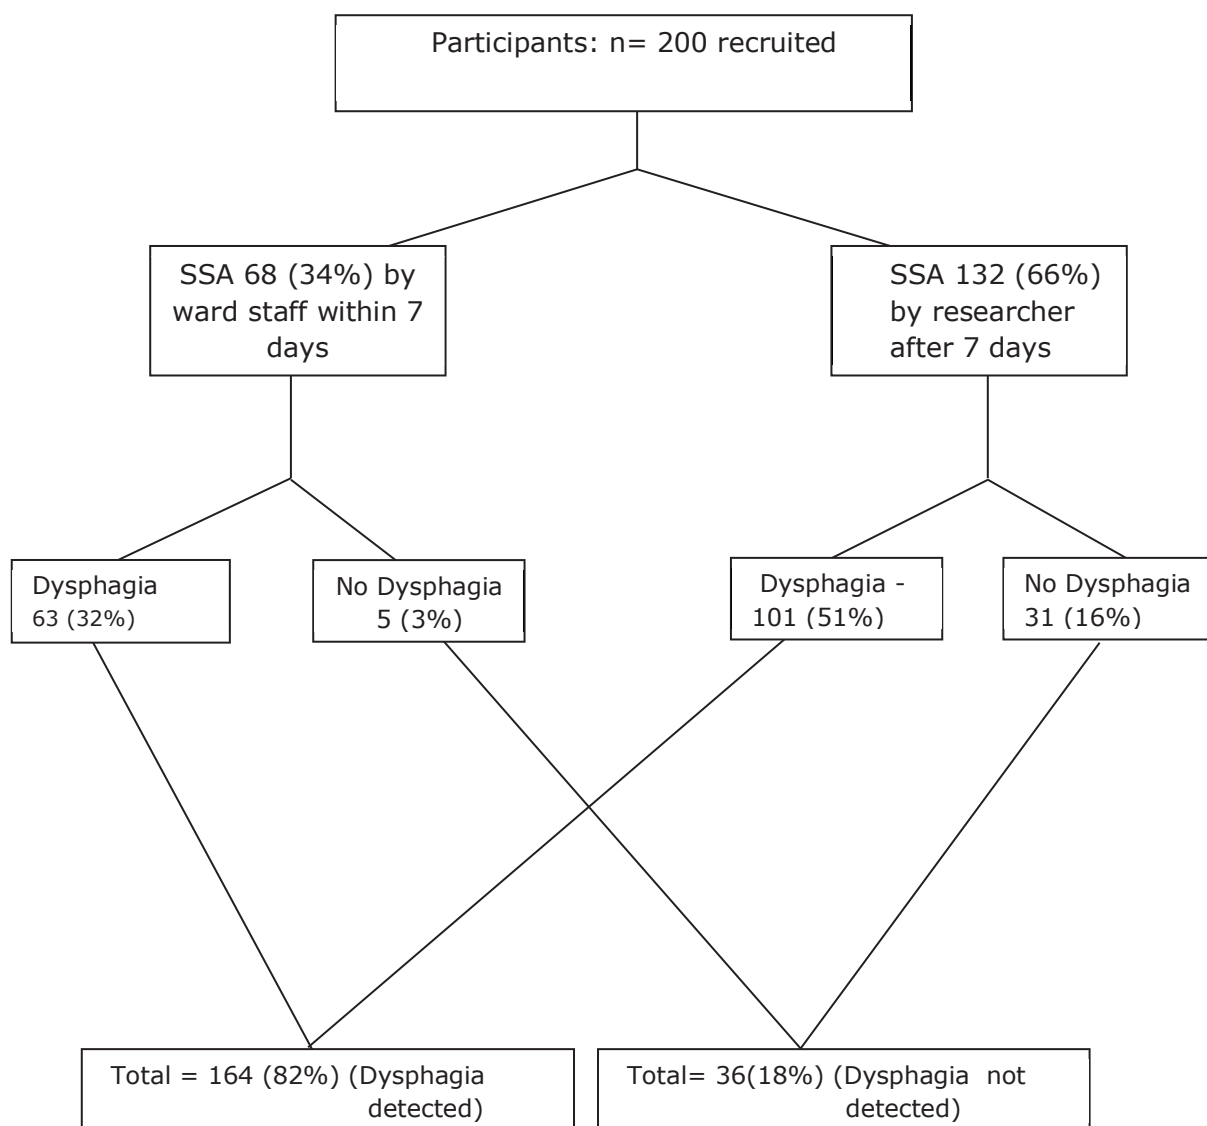 Participants: n= 200 recruited
SSA 68 (34%) by
ward staff within 7
days
SSA 132 (66%)
by researcher
after 7 days
Dysphagia
63 (32%)
No Dysphagia
5 (3%)
Dysphagia -
101 (51%)
No Dysphagia
31 (16%)
Total = 164 (82%) (Dysphagia
detected)
Total= 36(18%) (Dysphagia not
detected)